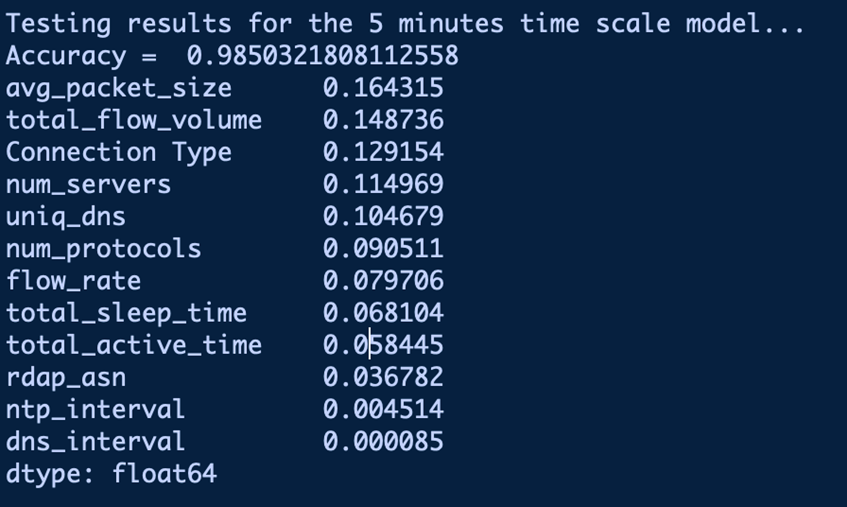 Testing results for the 5 minutes time scale model...
Accuracy =  0.9850321808112558
avg_packet_size      0.164315
total_flow_volume    0.148736
Connection Type      0.129154
num_servers          0.114969
uniq_dns             0.104679
num_protocols        0.090511
flow_rate            0.079706
total_sleep_time     0.068104
total_active_time    0.058445
rdap_asn             0.036782
ntp_interval         0.004514
dns_interval         0.000085
dtype: float64